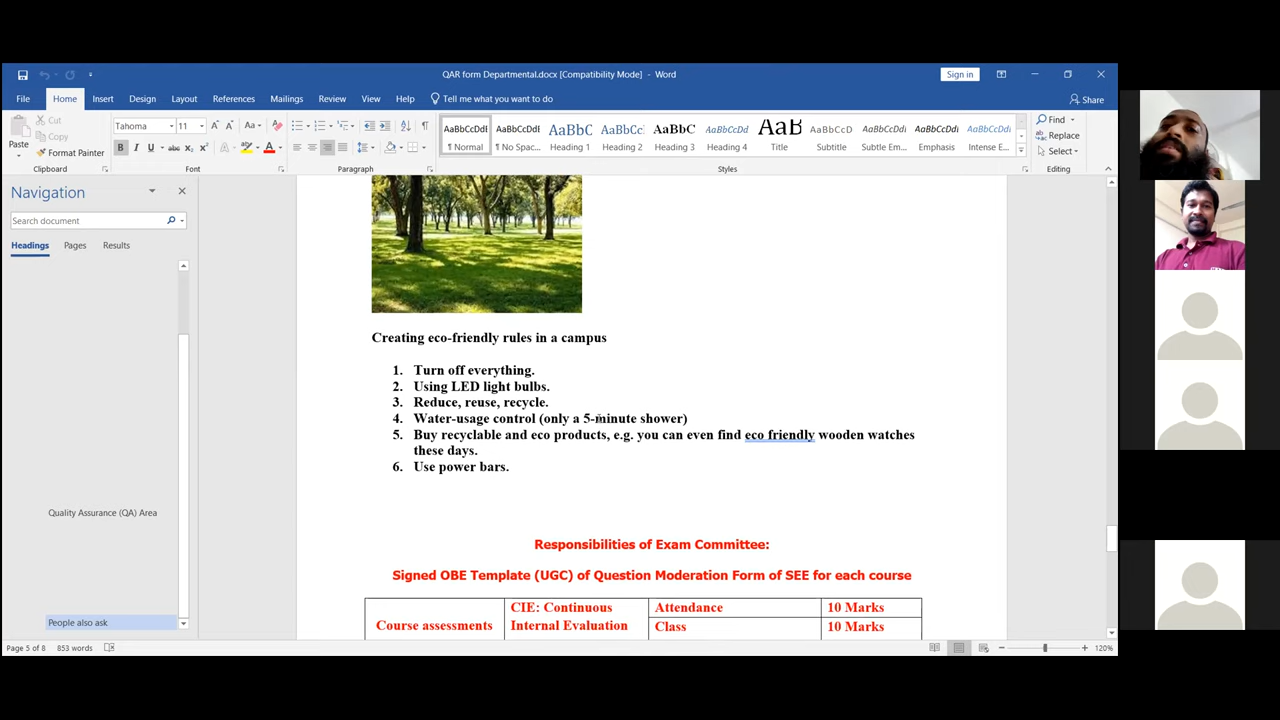 QAR form Departmental.docx [Compatibility Mode] - Word
Sign in
File Home Insert Design Layout References Mailings Review View Help Tell me what you want to do
Share
Paste
Cut
Copy
Format Painter
Clipboard
Tahoma 11
Font
Paragraph
AaBbCcDdI AaBbCcDdI AaBbC AaBbCc AaBbC AaBbCcDd AaB AaBbCcDd AaBbCcDdI AaBbCcDdI AaBbCcDdI
¶ Normal ¶ No Spac... Heading 1 Heading 2 Heading 3 Heading 4 Title Subtitle Subtle Em... Emphasis Intense E...
Styles
Find
Replace
Select
Editing
Navigation
Search document
Headings Pages Results
Quality Assurance (QA) Area
People also ask
Creating eco-friendly rules in a campus
1. Turn off everything.
2. Using LED light bulbs.
3. Reduce, reuse, recycle.
4. Water-usage control (only a 5-minute shower)
5. Buy recyclable and eco products, e.g. you can even find eco friendly wooden watches
these days.
6. Use power bars.
Responsibilities of Exam Committee:
Signed OBE Template (UGC) of Question Moderation Form of SEE for each course
Course assessments
CIE: Continuous
Internal Evaluation
Attendance 10 Marks
Class 10 Marks
Page 5 of 8 853 words
120%